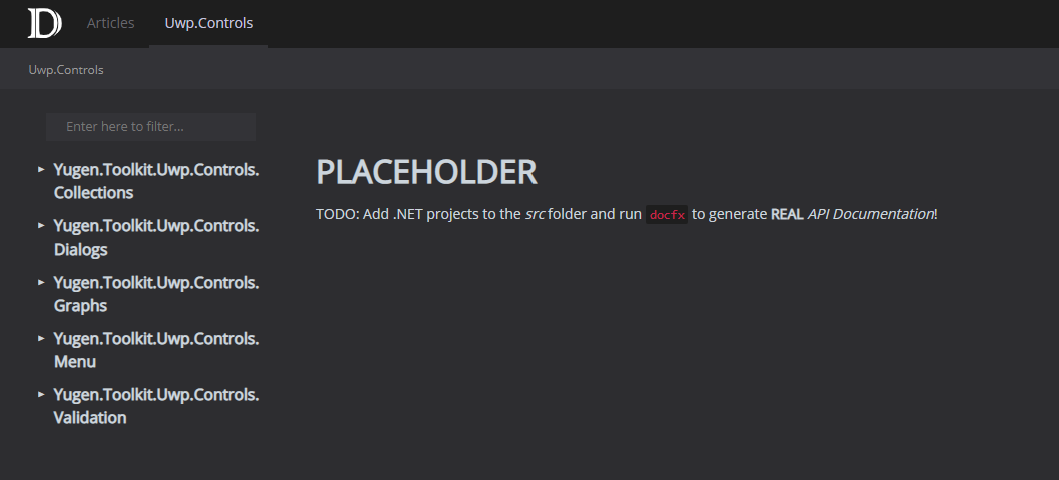 Articles Uwp.Controls
Uwp.Controls
Enter here to filter...
Yugen.Toolkit.Uwp.Controls.
Collections
Yugen.Toolkit.Uwp.Controls.
Dialogs
Yugen.Toolkit.Uwp.Controls.
Graphs
Yugen.Toolkit.Uwp.Controls.
Menu
Yugen.Toolkit.Uwp.Controls.
Validation
PLACEHOLDER
TODO: Add .NET projects to the src folder and run docfx to generate REAL API Documentation!